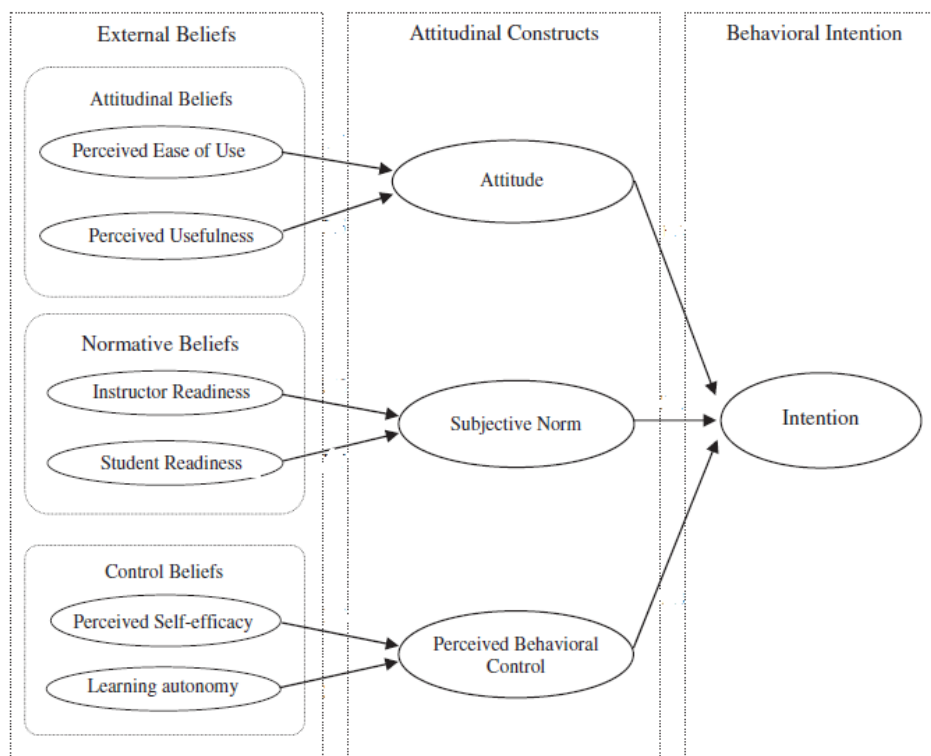 External Beliefs
Attitudinal Constructs
Behavioral Intention
Attitudinal Beliefs
Perceived Ease of Use
Perceived Usefulness
Attitude
Normative Beliefs
Instructor Readiness
Student Readiness
Subjective Norm
Intention
Control Beliefs
Perceived Self-efficacy
Learning autonomy
Perceived Behavioral
Control